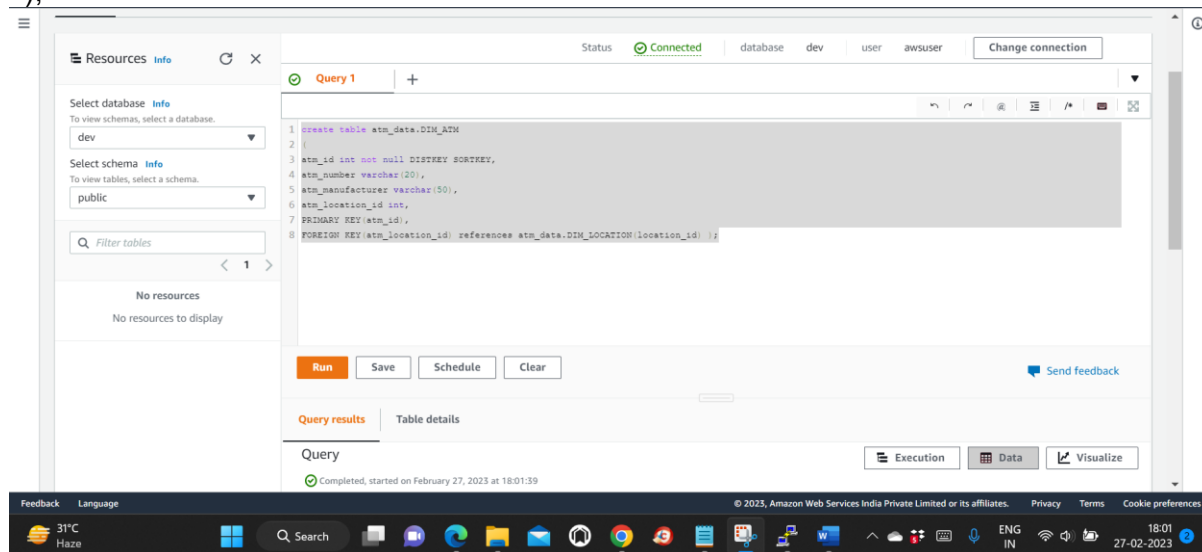 Status Connected database dev user awsuser Change connection
Resources Info
Query 1 +
Select database Info
To view schemas, select a database.
dev
Select schema Info
To view tables, select a schema.
public
Filter tables
< 1 >
No resources
No resources to display
1 create table atm_data.DIM_ATM
2 (
3 atm_id int not null DISTKEY SORTKEY,
4 atm_number varchar(20),
5 atm_manufacturer varchar(50),
6 atm_location_id int,
7 PRIMARY KEY(atm_id),
8 FOREIGN KEY(atm_location_id) references atm_data.DIM_LOCATION(location_id) );
Run Save Schedule Clear
Send feedback
Query results Table details
Query
Execution Data Visualize
Completed, started on February 27, 2023 at 18:01:39
Feedback Language © 2023, Amazon Web Services India Private Limited or its affiliates. Privacy Terms Cookie preferences
31°C
Haze
Search
ENG
IN
18:01
27-02-2023
2